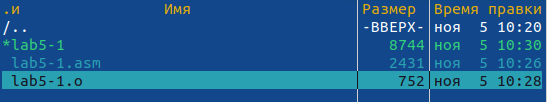 .и Имя Размер Время правки
/.. -ВВЕРХ- ноя 5 10:20
*lab5-1 8744 ноя 5 10:30
lab5-1.asm 2431 ноя 5 10:26
lab5-1.o 752 ноя 5 10:28